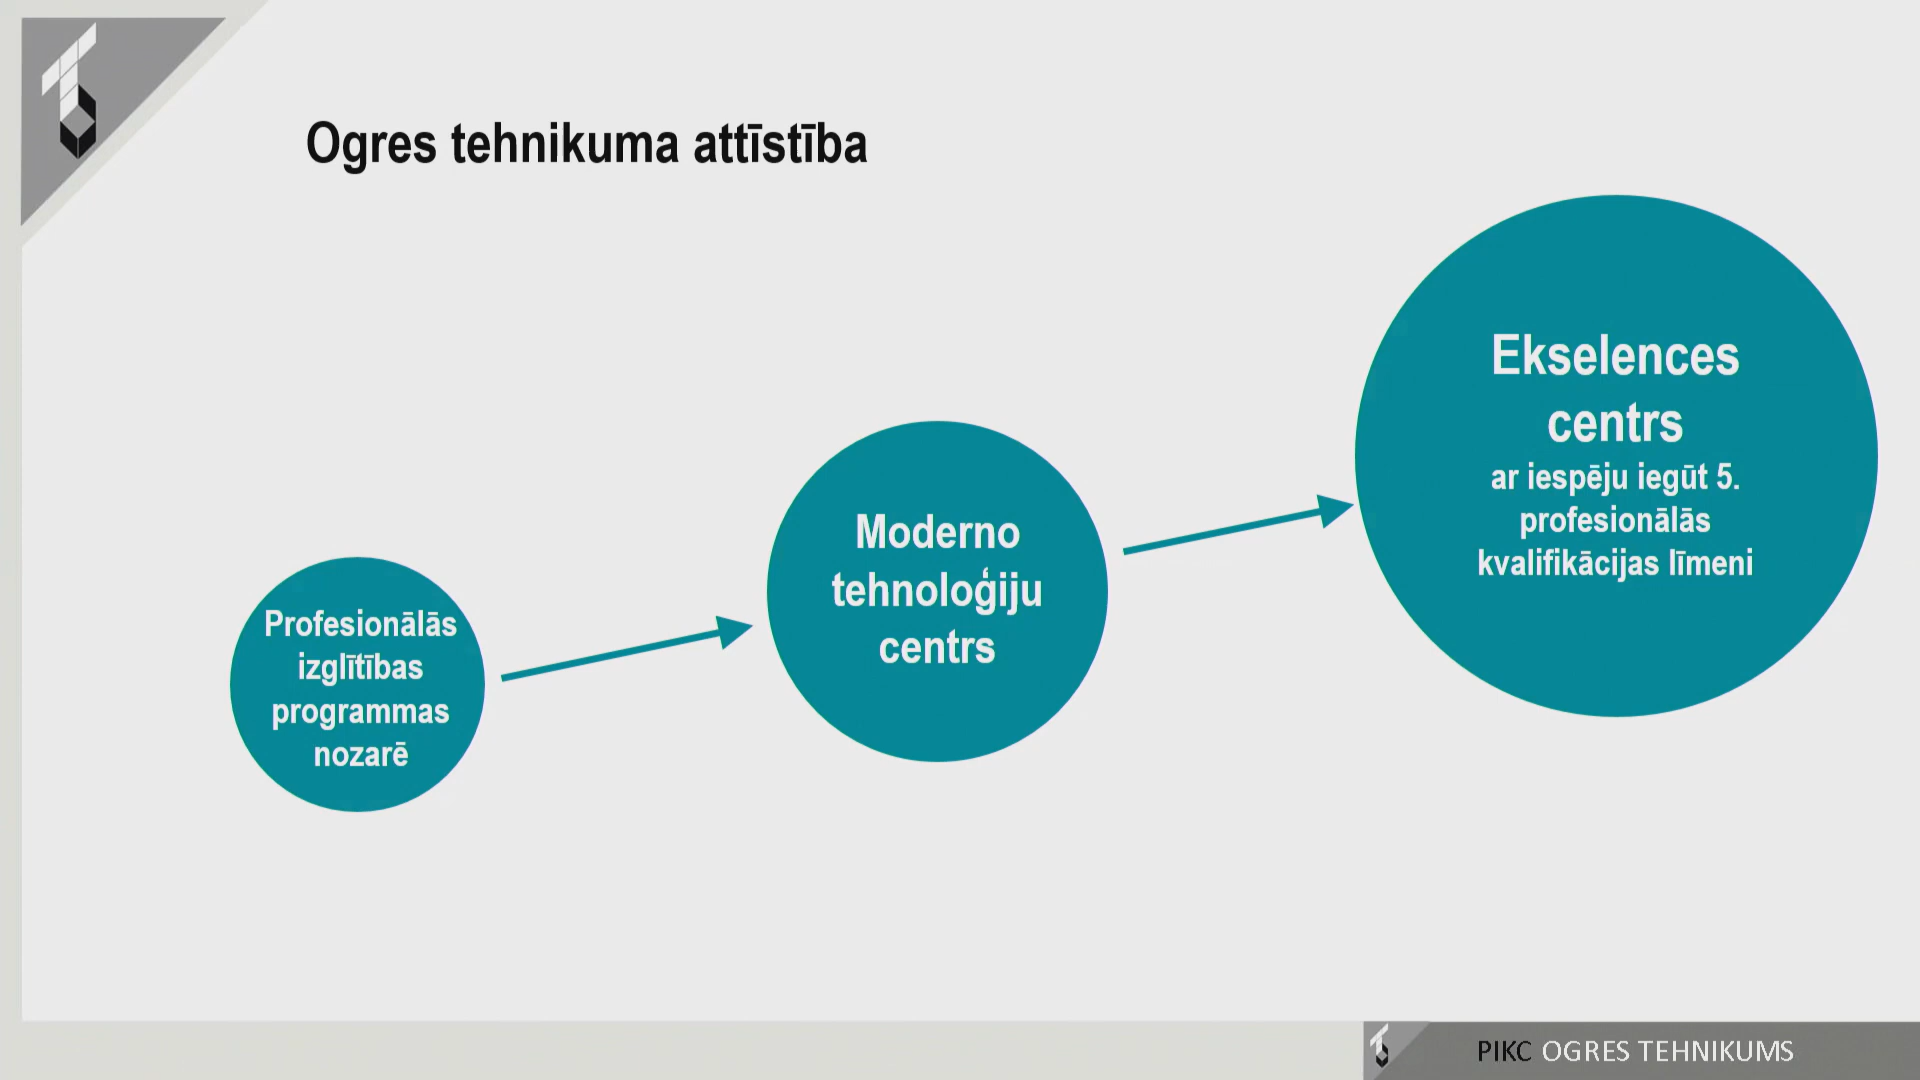 Ogres tehnikuma attīstība
Profesionālās
izglītības
programmas
nozarē
Moderno
tehnoloģiju
centrs
Ekselences
centrs
ar iespēju iegūt 5.
profesionālās
kvalifikācijas līmeni
PIKC OGRES TEHNIKUMS